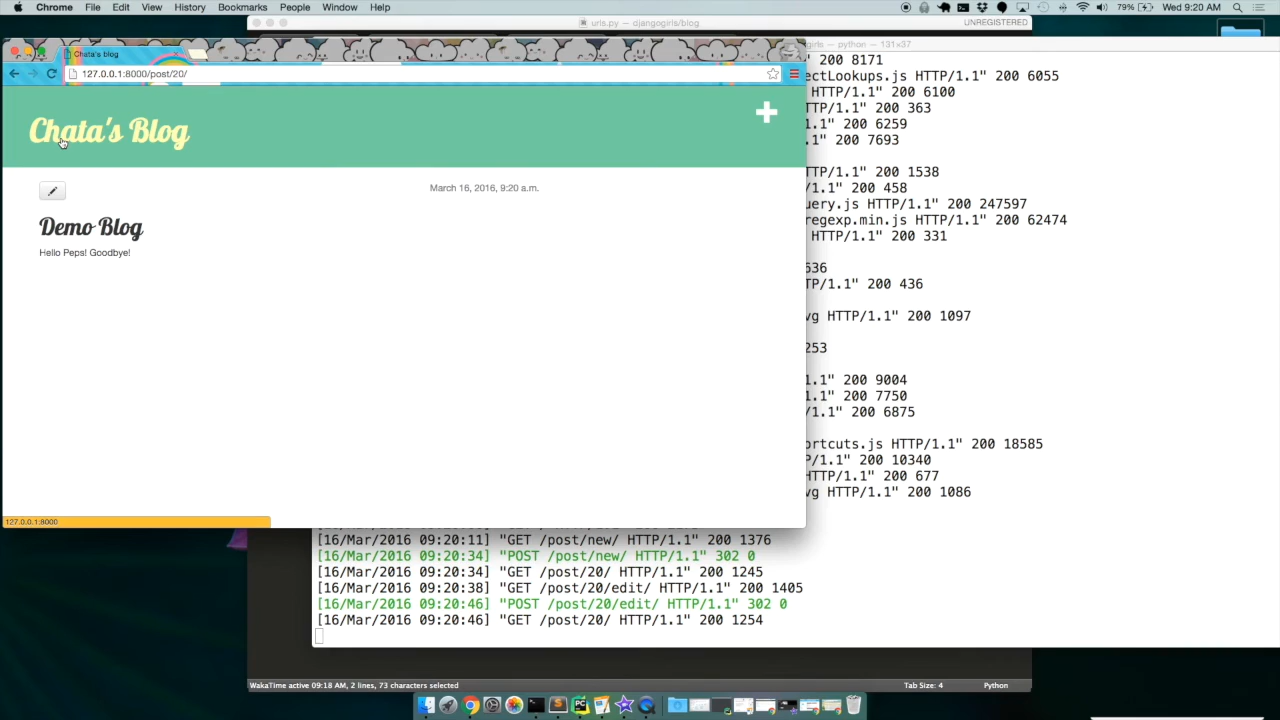 Chrome File Edit View History Bookmarks People Window Help
79% Wed 9:20 AM
urls.py — djangogirls/blog
UNREGISTERED
girls — python — 131×37
Chata's blog
127.0.0.1:8000/post/20/
Chata's Blog
March 16, 2016, 9:20 a.m.
Demo Blog
Hello Peps! Goodbye!
127.0.0.1:8000
200 8171
ectLookups.js HTTP/1.1" 200 6055
HTTP/1.1" 200 6100
TTP/1.1" 200 363
.1" 200 6259
200 7693
TTP/1.1" 200 1538
/1.1" 200 458
uery.js HTTP/1.1" 200 247597
regexp.min.js HTTP/1.1" 200 62474
HTTP/1.1" 200 331
636
TP/1.1" 200 436
vg HTTP/1.1" 200 1097
253
1.1" 200 9004
1.1" 200 7750
/1.1" 200 6875
ortcuts.js HTTP/1.1" 200 18585
P/1.1" 200 10340
HTTP/1.1" 200 677
vg HTTP/1.1" 200 1086
[16/Mar/2016 09:20:11] "GET /post/new/ HTTP/1.1" 200 1376
[16/Mar/2016 09:20:34] "POST /post/new/ HTTP/1.1" 302 0
[16/Mar/2016 09:20:34] "GET /post/20/ HTTP/1.1" 200 1245
[16/Mar/2016 09:20:38] "GET /post/20/edit/ HTTP/1.1" 200 1405
[16/Mar/2016 09:20:46] "POST /post/20/edit/ HTTP/1.1" 302 0
[16/Mar/2016 09:20:46] "GET /post/20/ HTTP/1.1" 200 1254
WakaTime active 09:18 AM, 2 lines, 73 characters selected
Tab Size: 4
Python